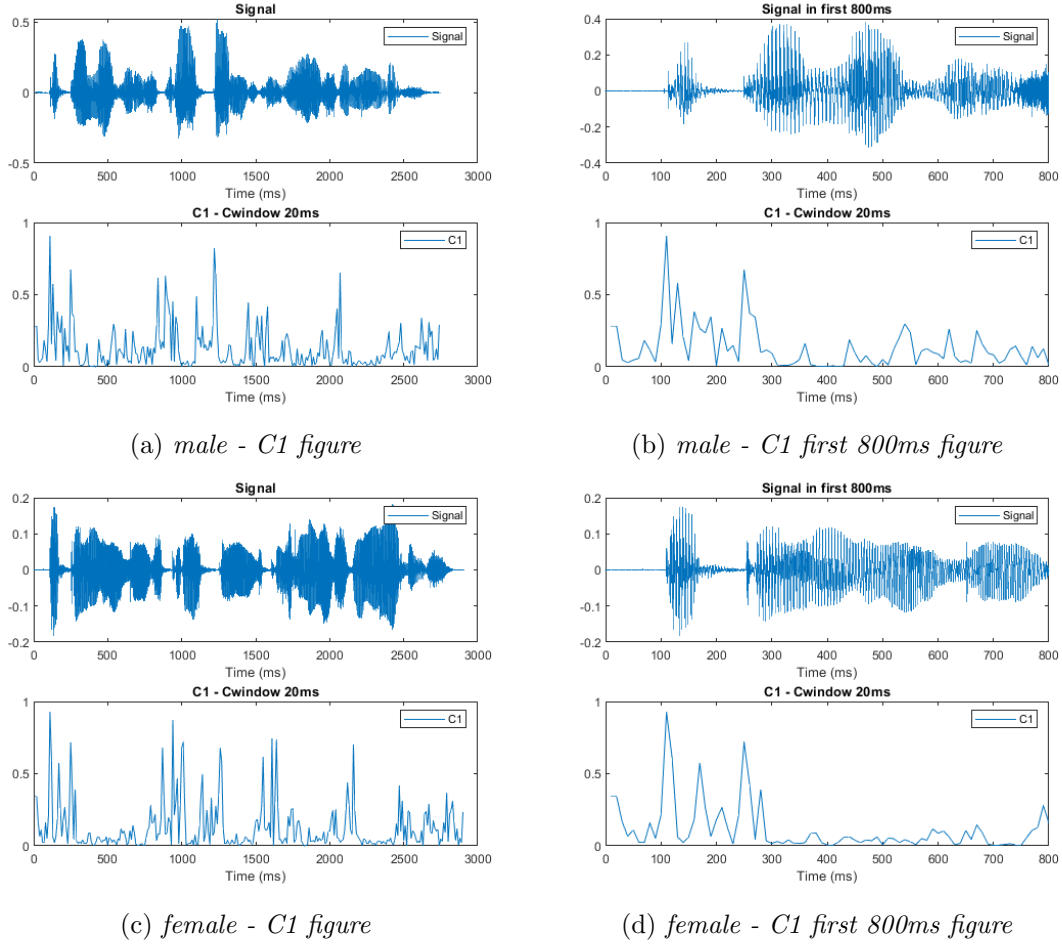 Signal
0.5
0
-0.5
Signal
0 500 1000 1500 2000 2500 3000
Time (ms)
C1 - Cwindow 20ms
1
0.5
0
C1
0 500 1000 1500 2000 2500 3000
Time (ms)
(a) male - C1 figure
Signal in first 800ms
0.4
0.2
0
-0.2
-0.4
Signal
0 100 200 300 400 500 600 700 800
Time (ms)
C1 - Cwindow 20ms
1
0.5
0
C1
0 100 200 300 400 500 600 700 800
Time (ms)
(b) male - C1 first 800ms figure
Signal
0.2
0.1
0
-0.1
-0.2
Signal
0 500 1000 1500 2000 2500 3000
Time (ms)
C1 - Cwindow 20ms
1
0.5
0
C1
0 500 1000 1500 2000 2500 3000
Time (ms)
(c) female - C1 figure
Signal in first 800ms
0.2
0.1
0
-0.1
-0.2
Signal
0 100 200 300 400 500 600 700 800
Time (ms)
C1 - Cwindow 20ms
1
0.5
0
C1
0 100 200 300 400 500 600 700 800
Time (ms)
(d) female - C1 first 800ms figure